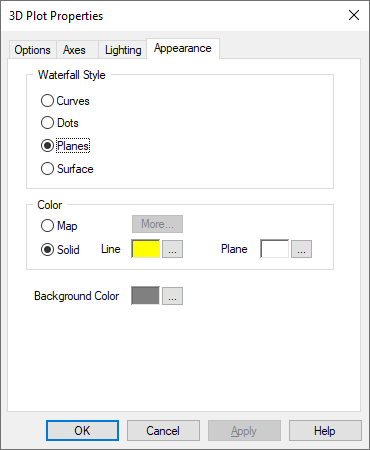 3D Plot Properties
Options Axes Lighting Appearance
Waterfall Style
Curves
Dots
Planes
Surface
Color
Map More...
Solid Line ... Plane ...
Background Color ...
OK Cancel Apply Help